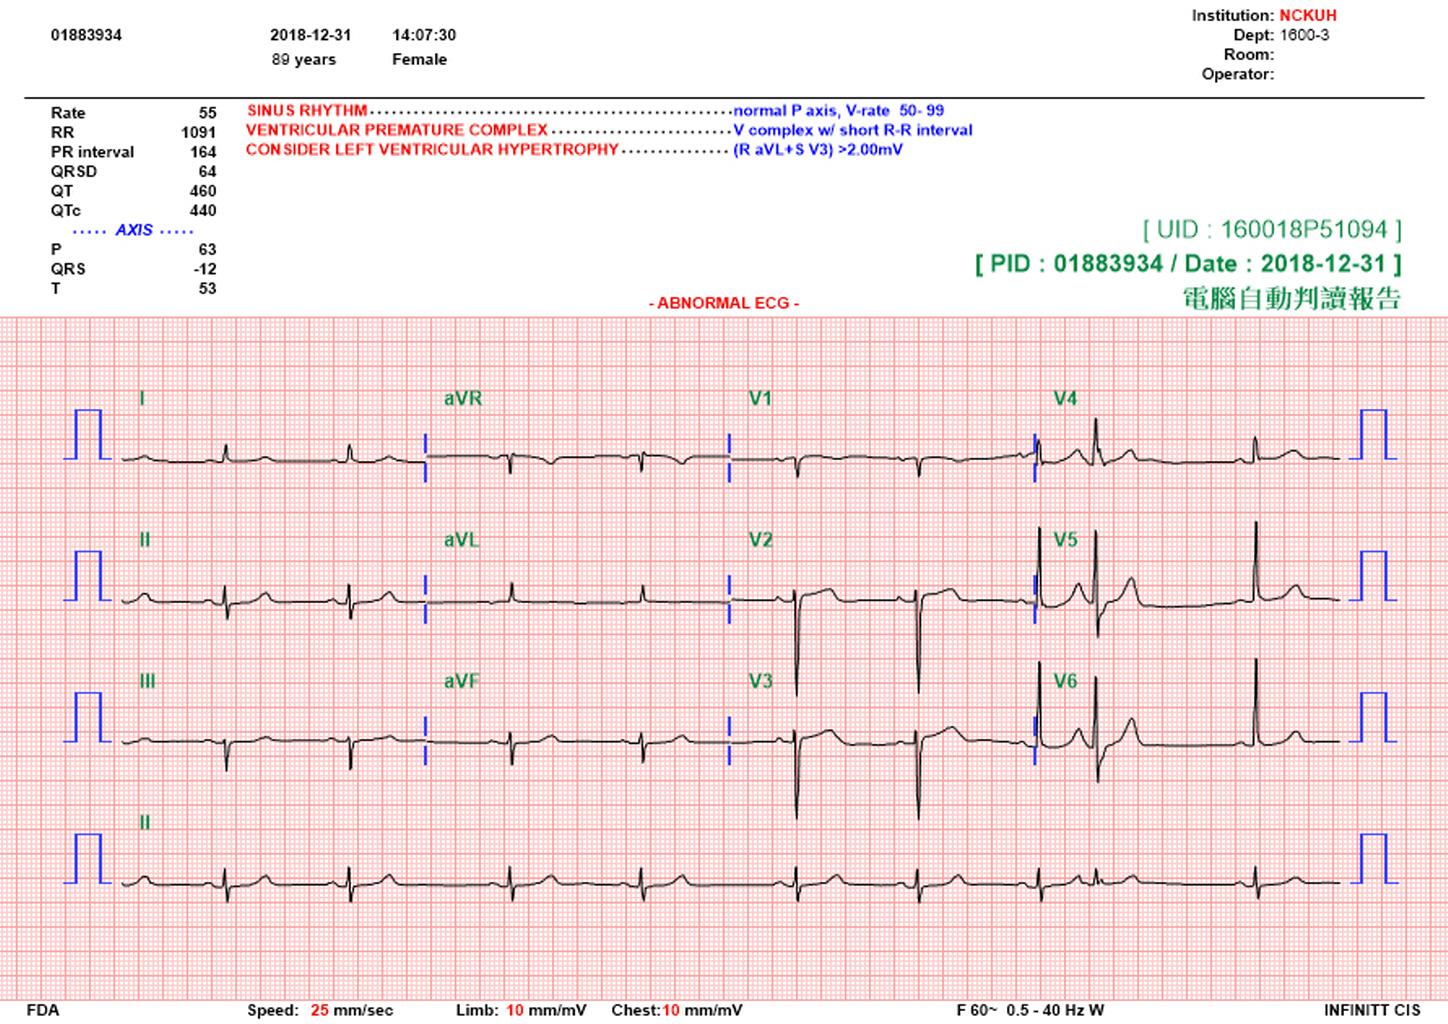 Institution: NCKUH
01883934 2018-12-31 14:07:30 Dept: 1600-3
89 years Female Room:
Operator:
Rate 55 SINUS RHYTHM normal P axis, V-rate 50- 99
RR 1091 VENTRICULAR PREMATURE COMPLEX V complex w/ short R-R interval
PR interval 164 CONSIDER LEFT VENTRICULAR HYPERTROPHY (R aVL+S V3) >2.00mV
QRSD 64
QT 460
QTc 440
AXIS
P 63
QRS -12
T 53
[ UID : 160018P51094 ]
[ PID : 01883934 / Date : 2018-12-31 ]
電腦自動判讀報告
- ABNORMAL ECG -
I aVR V1 V4
II aVL V2 V5
III aVF V3 V6
II
FDA Speed: 25 mm/sec Limb: 10 mm/mV Chest:10 mm/mV F 60~ 0.5 - 40 Hz W INFINITT CIS